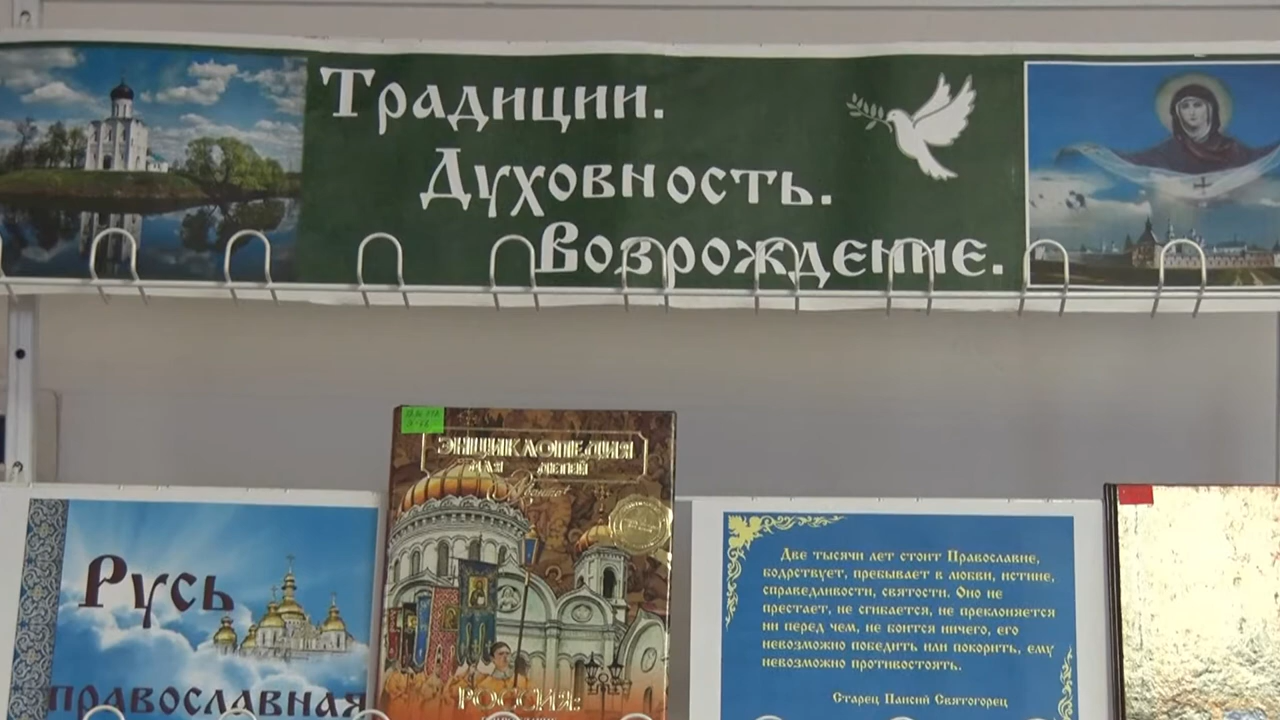 Традиции.
Духовность.
Возрождение.
ЭНЦИКЛОПЕДИЯ
ДЛЯ ДЕТЕЙ
Аванта+
РОССИЯ:
Русь
православная
Две тысячи лет стоит Православие,
бодрствует, пребывает в любви, истине,
справедливости, святости. Оно не
престает, не сгибается, не преклоняется
ни перед чем, не боится ничего, его
невозможно победить или покорить, ему
невозможно противостоять.
Старец Паисий Святогорец